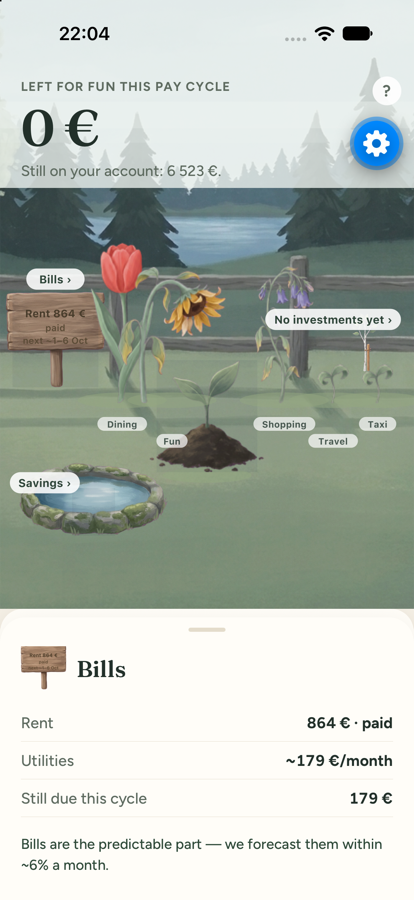 22:04
LEFT FOR FUN THIS PAY CYCLE
?
0 €
Still on your account: 6 523 €.
Bills ›
Rent 864 €
paid
next ~1–6 Oct
No investments yet ›
Dining
Shopping
Taxi
Fun
Travel
Savings ›
Rent 864 €
Bills
Rent
864 € · paid
Utilities
~179 €/month
Still due this cycle
179 €
Bills are the predictable part — we forecast them within
~6% a month.